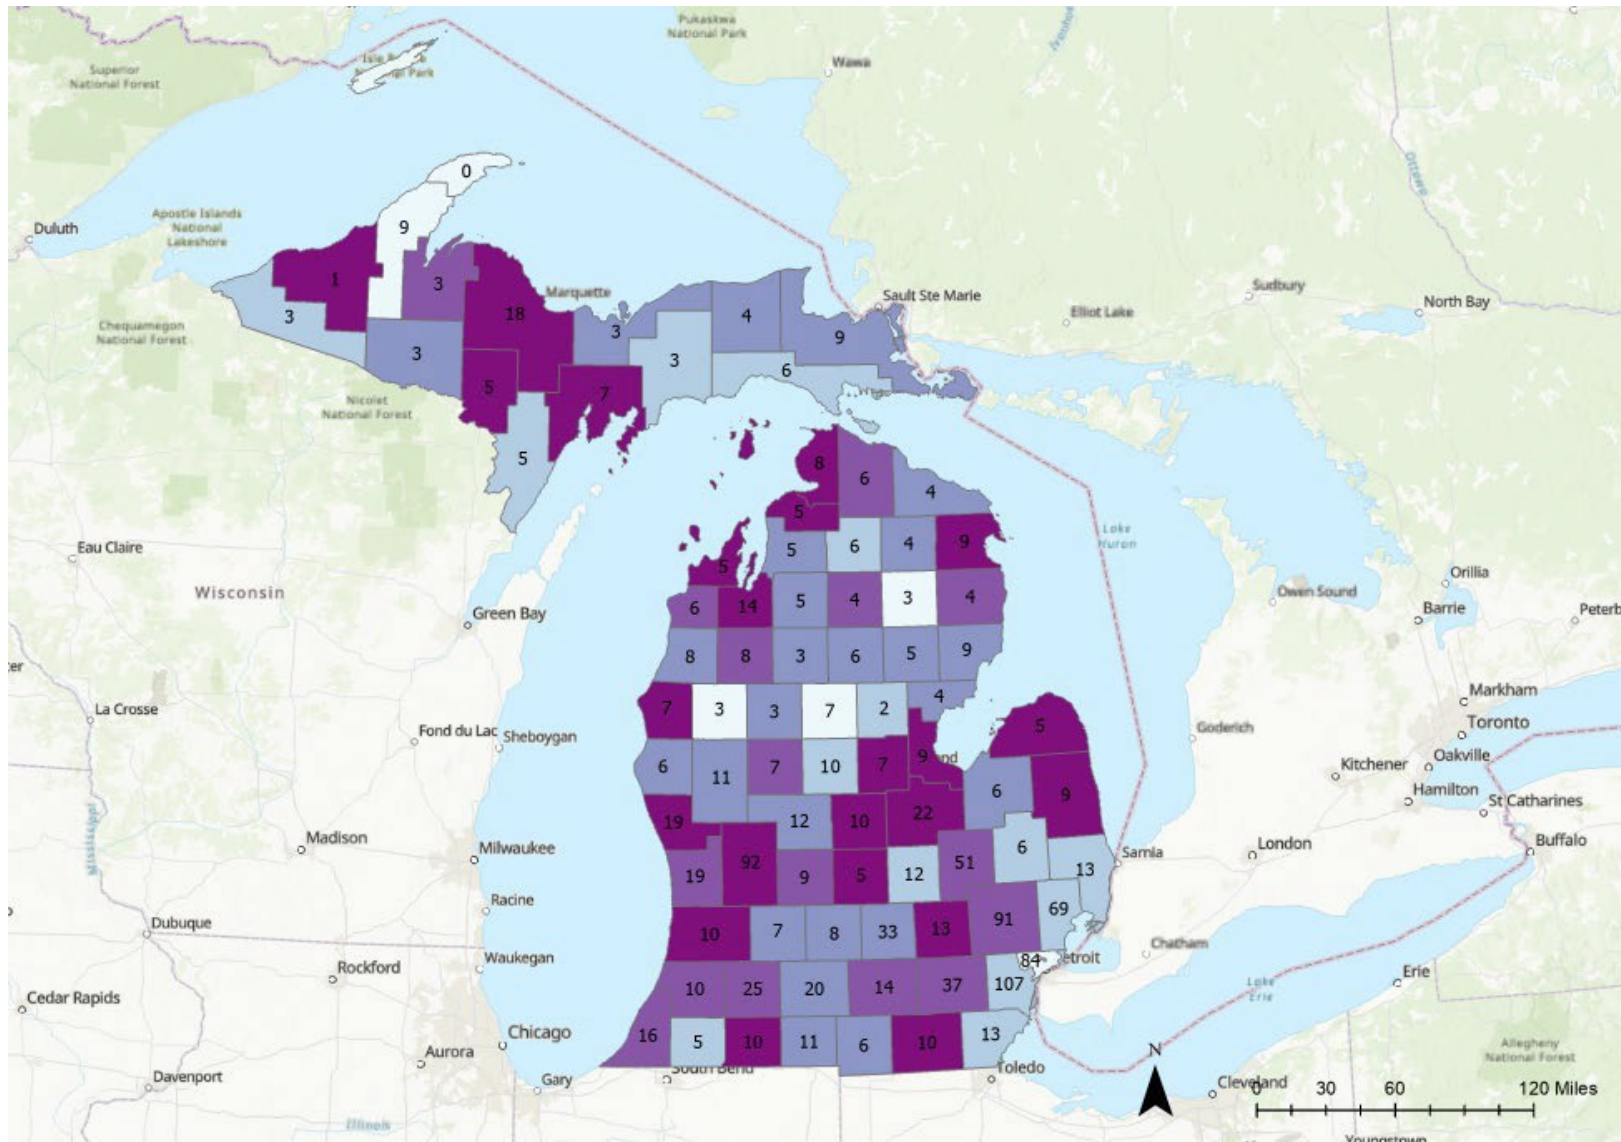 Pukaskwa
National Park
Wawa
Superior
National Forest
0
9
Duluth
Apostle Islands
National
Lakeshore
Ottawa
1
3
18
3
3
3
4
9
3
6
5
7
5
Marquette
Sault Ste Marie
Elliot Lake
Sudbury
North Bay
Chequamegon
National Forest
Nicolet
National Forest
8
6
4
5
5
6
4
9
5
6
14
5
4
3
4
8
8
3
6
5
9
7
3
3
7
2
4
5
6
11
7
10
7
9
6
9
19
12
10
22
6
13
19
92
9
5
12
51
69
10
7
8
33
13
91
84
10
25
20
14
37
107
16
5
10
11
6
10
13
Eau Claire
Wisconsin
Green Bay
La Crosse
Fond du Lac
Sheboygan
Mississippi
Madison
Milwaukee
Racine
Dubuque
Waukegan
Rockford
Cedar Rapids
Chicago
Aurora
Davenport
Gary
Illinois
South Bend
Toledo
Lake
Huron
Owen Sound
Orillia
Barrie
Markham
Toronto
Goderich
Oakville
Kitchener
Hamilton
St Catharines
Buffalo
London
Sarnia
Chatham
etroit
Lake
Erie
Erie
Allegheny
National Forest
Cleveland
N
0 30 60 120 Miles